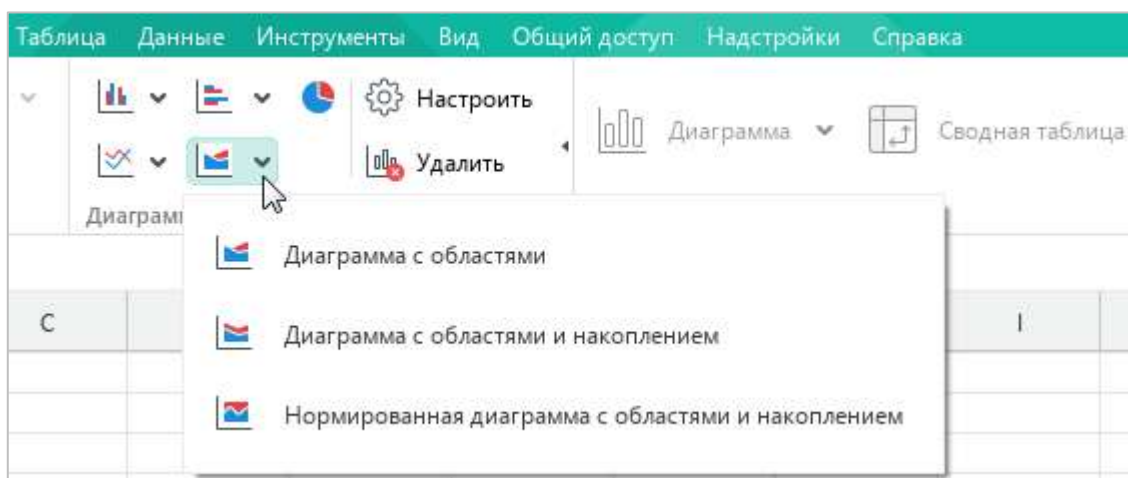 Таблица Данные Инструменты Вид Общий доступ Надстройки Справка
Настроить
Диаграмма Сводная таблица
Удалить
Диаграм
Диаграмма с областями
C I
Диаграмма с областями и накоплением
Нормированная диаграмма с областями и накоплением